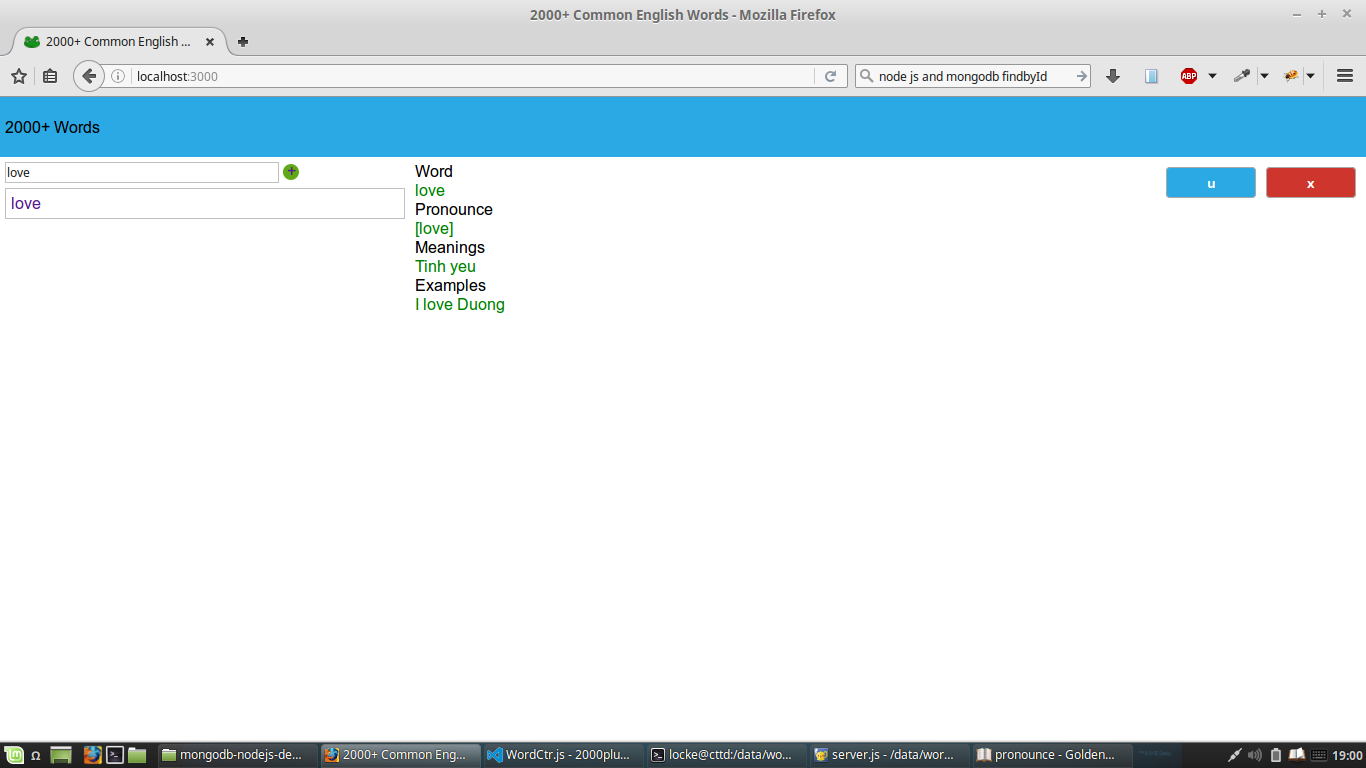 2000+ Common English Words - Mozilla Firefox
2000+ Common English ...
localhost:3000
node js and mongodb findbyId
ABP
2000+ Words
love
love
Word
love
Pronounce
[love]
Meanings
Tinh yeu
Examples
I love Duong
u
x
Ω
mongodb-nodejs-de...
2000+ Common Eng...
WordCtr.js - 2000plu...
locke@cttd:/data/wo...
server.js - /data/wor...
pronounce - Golden...
19:00